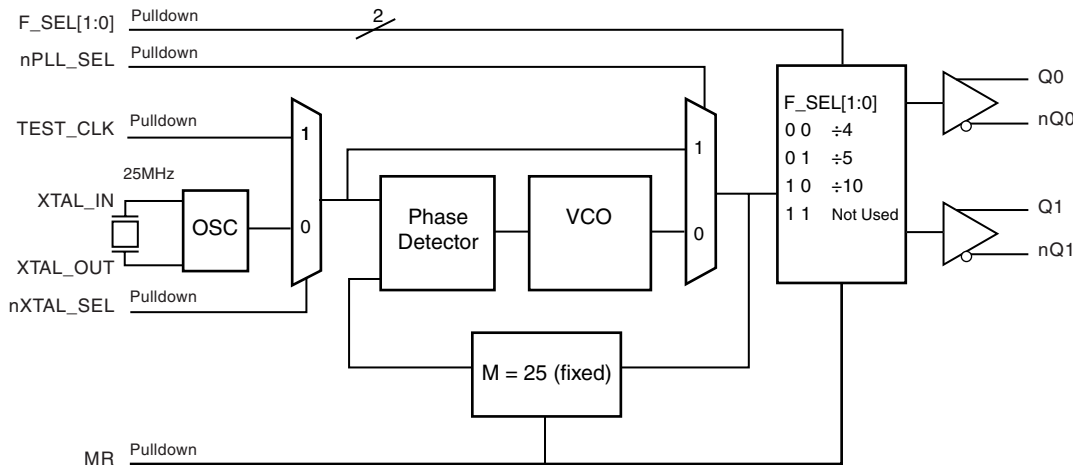 F_SEL[1:0] Pulldown 2
nPLL_SEL Pulldown
TEST_CLK Pulldown
1
0
25MHz
XTAL_IN
OSC
XTAL_OUT
nXTAL_SEL Pulldown
Phase
Detector
VCO
1
0
M = 25 (fixed)
F_SEL[1:0]
0 0 ÷4
0 1 ÷5
1 0 ÷10
1 1 Not Used
Q0
nQ0
Q1
nQ1
MR Pulldown